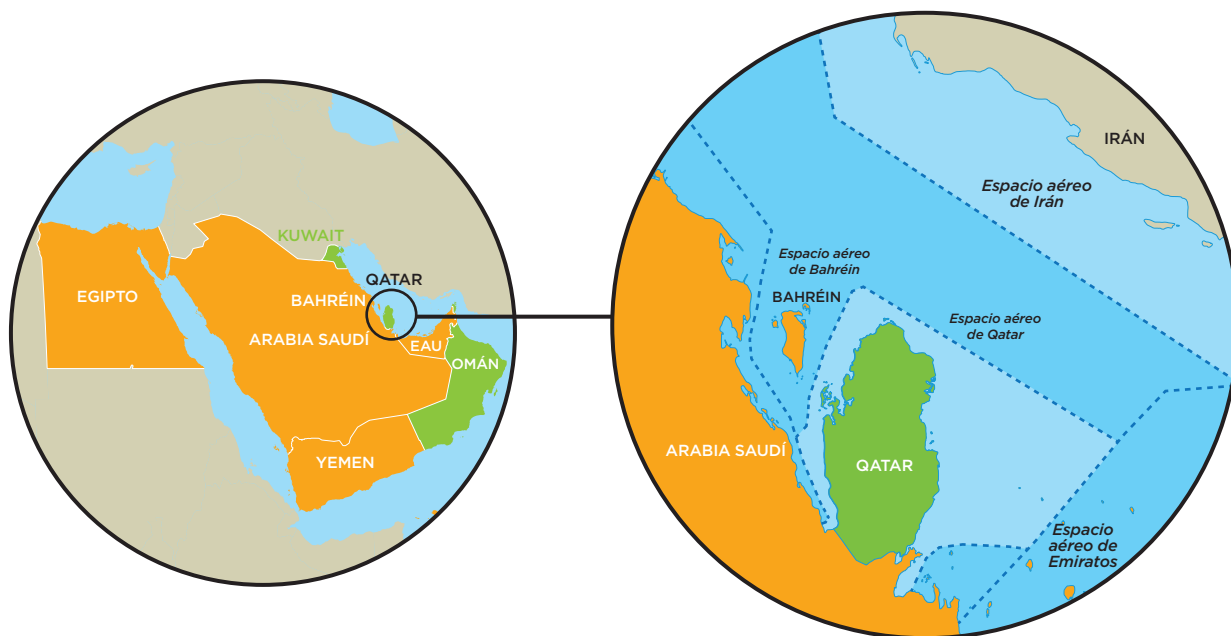 KUWAIT
QATAR
EGIPTO
BAHRÉIN
ARABIA SAUDÍ
EAU
OMÁN
YEMEN
IRÁN
Espacio aéreo
de Irán
Espacio aéreo
de Bahréin
BAHRÉIN
Espacio aéreo
de Qatar
ARABIA SAUDÍ
QATAR
Espacio
aéreo de
Emiratos